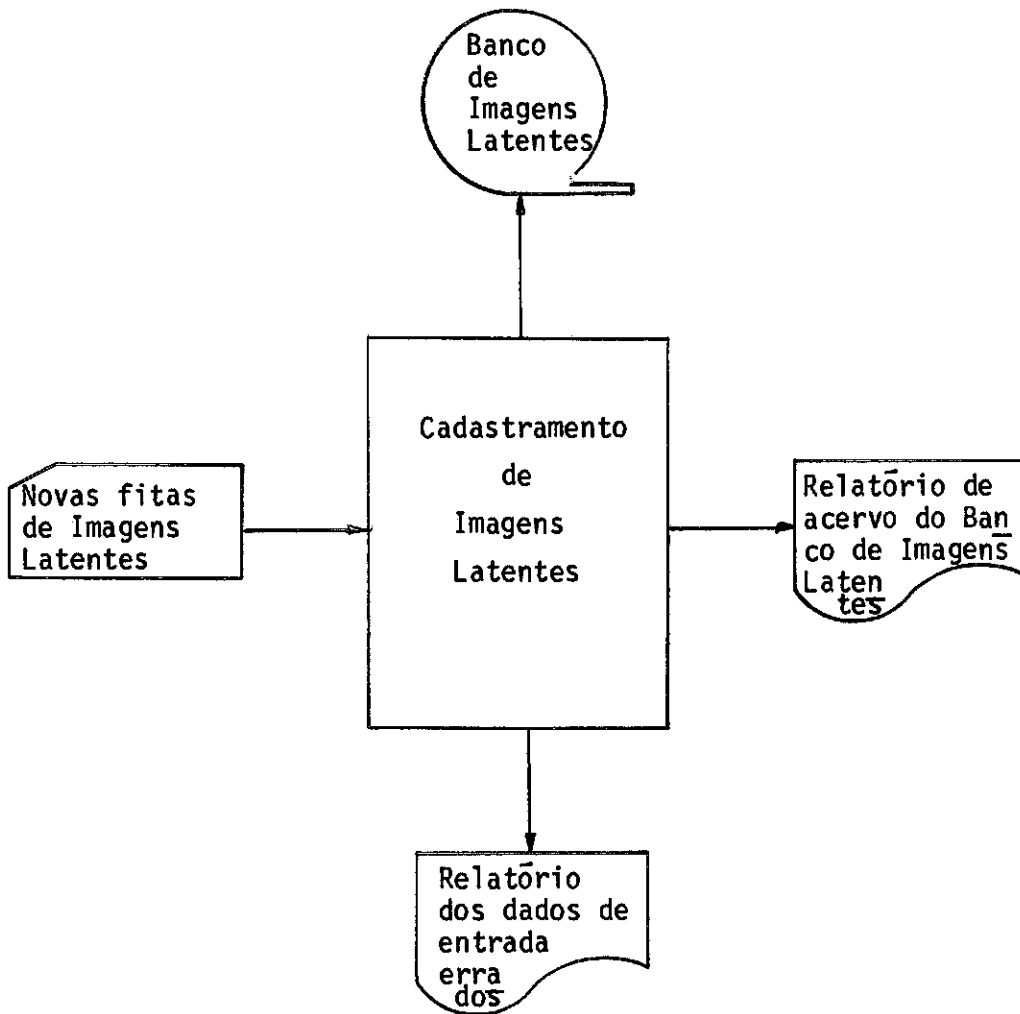 Banco
de
Imagens
Latentes
Cadastramento
de
Imagens
Latentes
Novas fitas
de Imagens
Latentes
Relatório de
acervo do Ban
co de Imagens
Laten
tes
Relatório
dos dados de
entrada
erra
dos